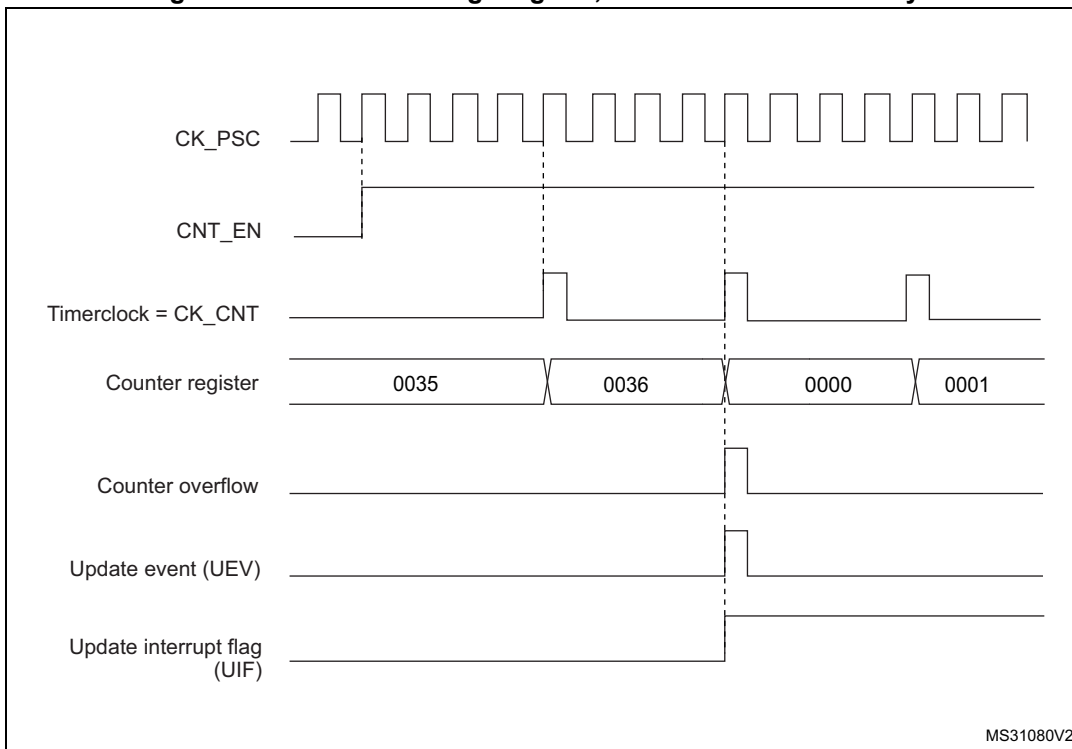 CK_PSC
CNT_EN
Timerclock = CK_CNT
Counter register
0035
0036
0000
0001
Counter overflow
Update event (UEV)
Update interrupt flag
(UIF)
MS31080V2